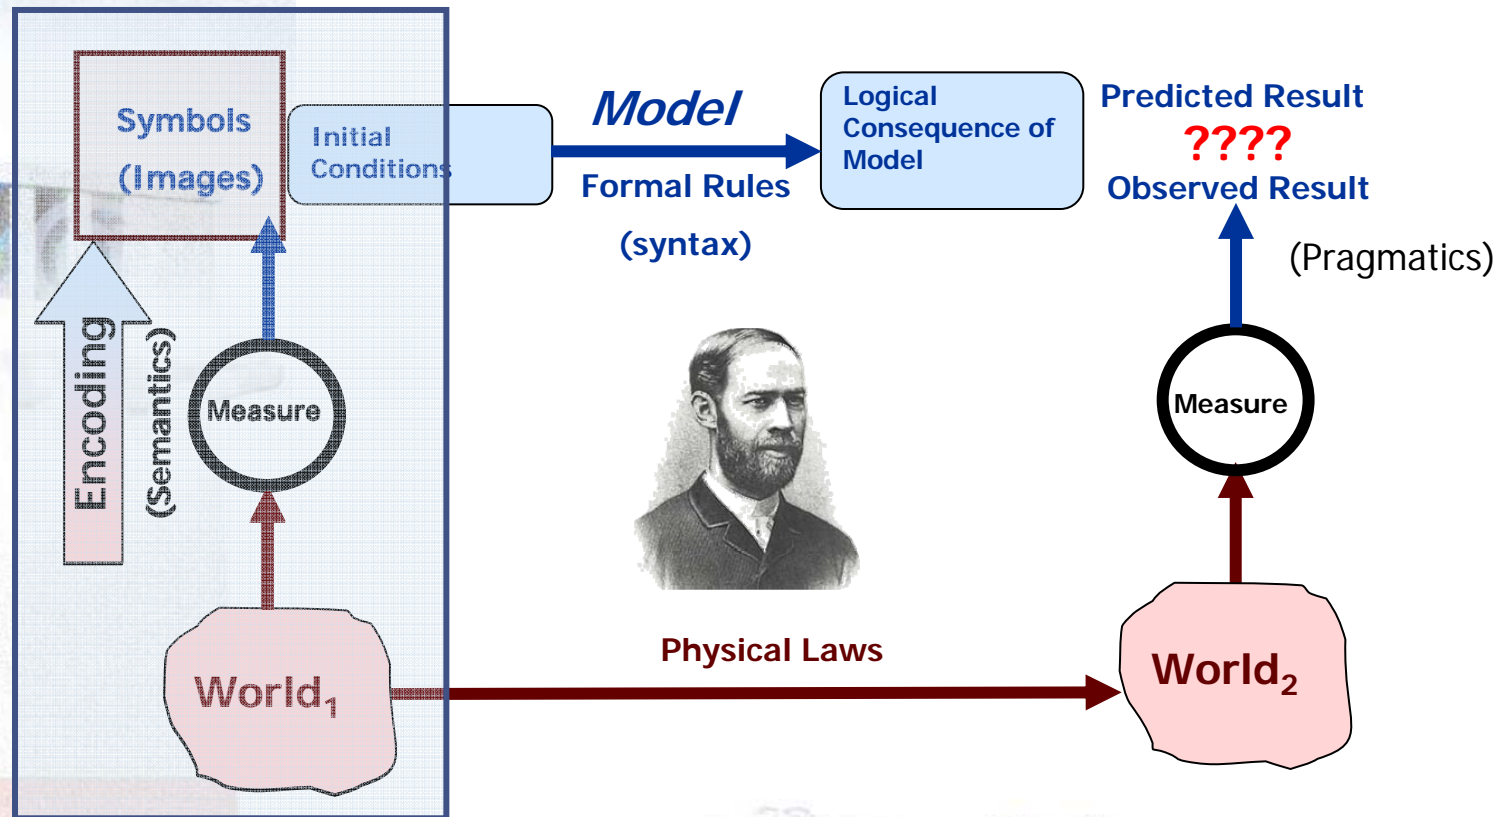 Symbols
(Images)
Initial
Conditions
Model
Formal Rules
(syntax)
Logical
Consequence of
Model
Predicted Result
????
Observed Result
(Pragmatics)
Encoding
(Semantics)
Measure
Measure
World₁
Physical Laws
World₂